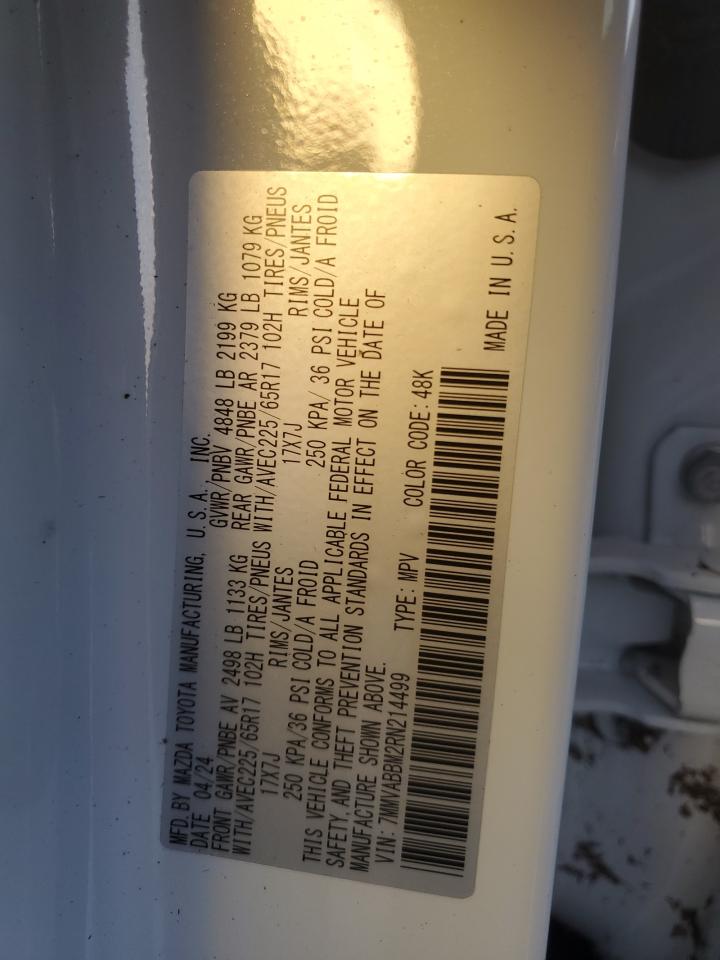 MFD. BY MAZDA TOYOTA MANUFACTURING, U.S.A., INC.
DATE 04/24 GVWR/PNBV 4848 LB 2199 KG
FRONT GAWR/PNBE AV 2498 LB 1133 KG REAR GAWR/PNBE AR 2379 LB 1079 KG
WITH/AVEC225/65R17 102H TIRES/PNEUS WITH/AVEC225/65R17 102H TIRES/PNEUS
17X7J RIMS/JANTES 17X7J RIMS/JANTES
250 KPA/36 PSI COLD/A FROID 250 KPA/ 36 PSI COLD/A FROID
THIS VEHICLE CONFORMS TO ALL APPLICABLE FEDERAL MOTOR VEHICLE
SAFETY, AND THEFT PREVENTION STANDARDS IN EFFECT ON THE DATE OF
MANUFACTURE SHOWN ABOVE.
VIN: 7MMVABBM2RN214499 TYPE: MPV COLOR CODE: 48K
MADE IN U.S.A.